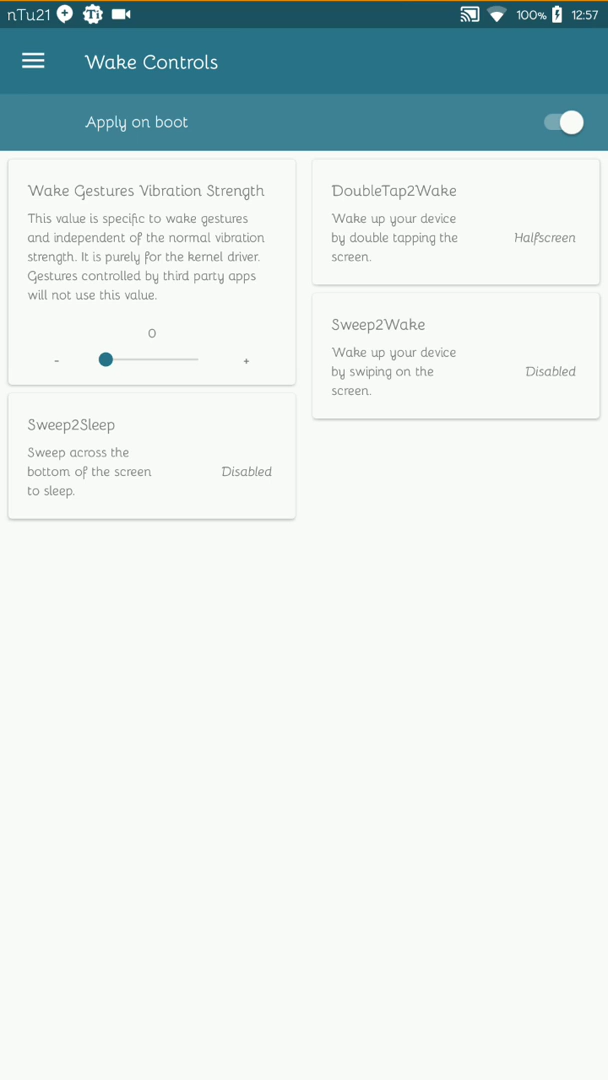 nTu21 Ti 100% 12:57
Wake Controls
Apply on boot
Wake Gestures Vibration Strength
This value is specific to wake gestures
and independent of the normal vibration
strength. It is purely for the kernel driver.
Gestures controlled by third party apps
will not use this value.
0
- +
Sweep2Sleep
Sweep across the
bottom of the screen
to sleep.
Disabled
DoubleTap2Wake
Wake up your device
by double tapping the
screen.
Halfscreen
Sweep2Wake
Wake up your device
by swiping on the
screen.
Disabled